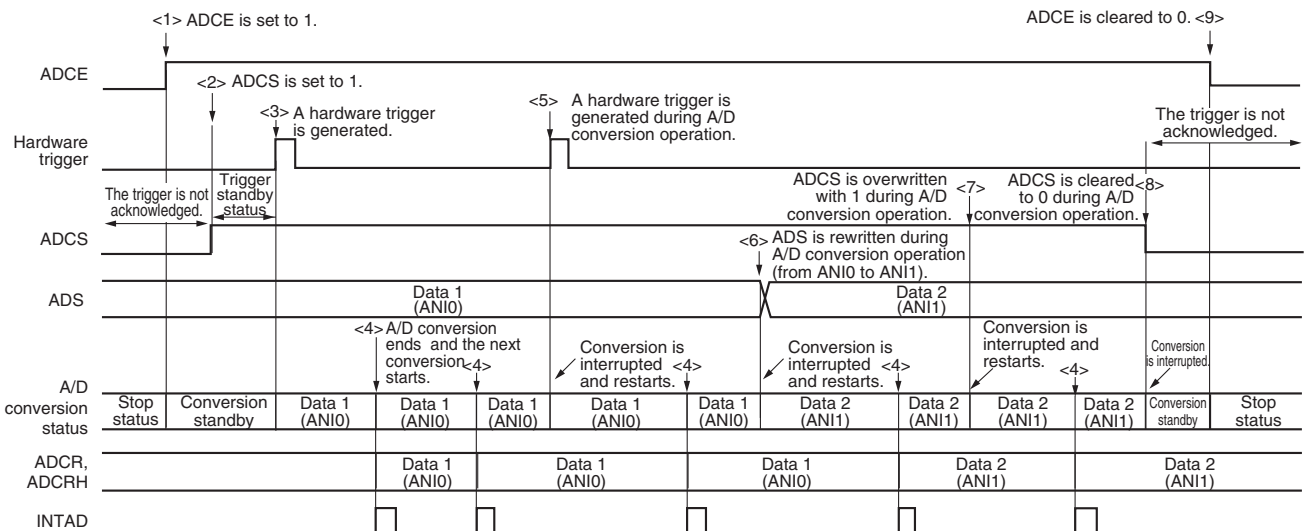 <1> ADCE is set to 1.
ADCE is cleared to 0. <9>
ADCE
<2> ADCS is set to 1.
<3> A hardware trigger
is generated.
<5> A hardware trigger is
generated during A/D
conversion operation.
The trigger is not
acknowledged.
Hardware
trigger
The trigger is not
acknowledged.
Trigger
standby
status
ADCS is overwritten
with 1 during A/D
conversion operation.
<7>
ADCS is cleared
to 0 during A/D
conversion operation.
<8>
ADCS
<6> ADS is rewritten during
A/D conversion operation
(from ANI0 to ANI1).
ADS
Data 1
(ANI0)
Data 2
(ANI1)
<4> A/D conversion
ends and the next
conversion
starts.
<4>
Conversion is
interrupted
and restarts.
<4>
Conversion is
interrupted
and restarts.
<4>
Conversion is
interrupted and
restarts.
<4>
Conversion
is interrupted.
A/D
conversion
status
Stop
status
Conversion
standby
Data 1
(ANI0)
Data 1
(ANI0)
Data 1
(ANI0)
Data 1
(ANI0)
Data 1
(ANI0)
Data 2
(ANI1)
Data 2
(ANI1)
Data 2
(ANI1)
Data 2
(ANI1)
Conversion
standby
Stop
status
ADCR,
ADCRH
Data 1
(ANI0)
Data 1
(ANI0)
Data 1
(ANI0)
Data 2
(ANI1)
Data 2
(ANI1)
INTAD